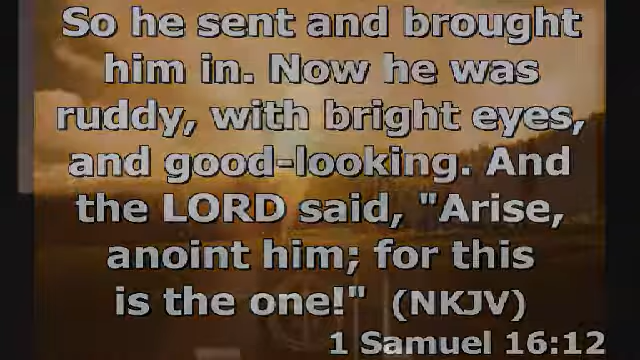 So he sent and brought
him in. Now he was
ruddy, with bright eyes,
and good-looking. And
the LORD said, "Arise,
anoint him; for this
is the one!" (NKJV)
1 Samuel 16:12